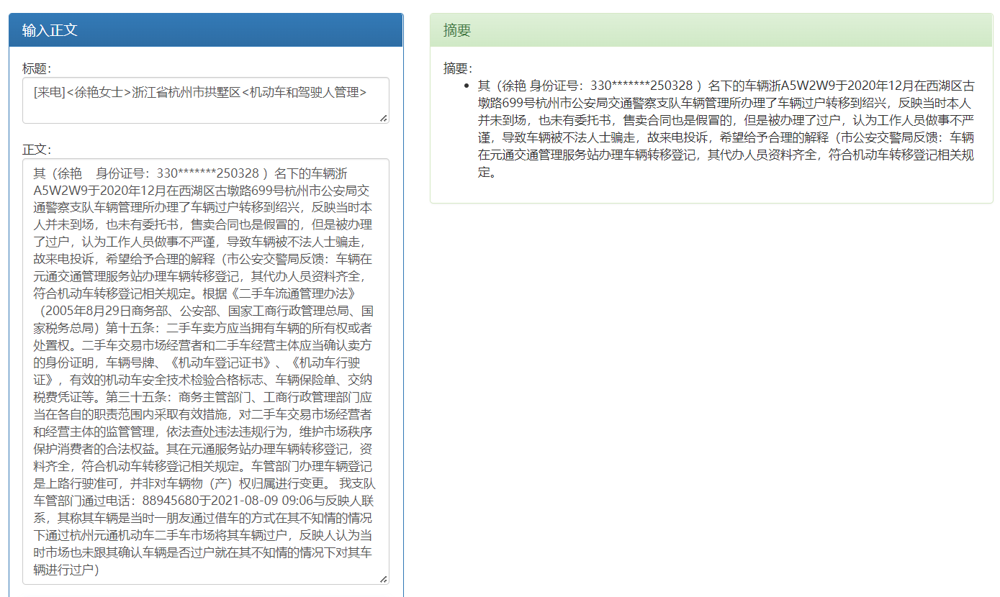 输入正文
标题：
[来电]<徐艳女士>浙江省杭州市拱墅区<机动车和驾驶人管理>
正文：
其（徐艳　身份证号：330*******250328 ）名下的车辆浙
A5W2W9于2020年12月在西湖区古墩路699号杭州市公安局交
通警察支队车辆管理所办理了车辆过户转移到绍兴，反映当时本
人并未到场，也未有委托书，售卖合同也是假冒的，但是被办理
了过户，认为工作人员做事不严谨，导致车辆被不法人士骗走，
故来电投诉，希望给予合理的解释（市公安交警局反馈：车辆在
元通交通管理服务站办理车辆转移登记，其代办人员资料齐全，
符合机动车转移登记相关规定。根据《二手车流通管理办法》
（2005年8月29日商务部、公安部、国家工商行政管理总局、国
家税务总局）第十五条：二手车卖方应当拥有车辆的所有权或者
处置权。二手车交易市场经营者和二手车经营主体应当确认卖方
的身份证明，车辆号牌、《机动车登记证书》、《机动车行驶
证》，有效的机动车安全技术检验合格标志、车辆保险单、交纳
税费凭证等。第三十五条：商务主管部门、工商行政管理部门应
当在各自的职责范围内采取有效措施，对二手车交易市场经营者
和经营主体的监管管理，依法查处违法违规行为，维护市场秩序
保护消费者的合法权益。其在元通服务站办理车辆转移登记，资
料齐全，符合机动车转移登记相关规定。车管部门办理车辆登记
是上路行驶准可，并非对车辆物（产）权归属进行变更。 我支队
车管部门通过电话：88945680于2021-08-09 09:06与反映人联
系，其称其车辆是当时一朋友通过借车的方式在其不知情的情况
下通过杭州元通机动车二手车市场将其车辆过户，反映人认为当
时市场也未跟其确认车辆是否过户就在其不知情的情况下对其车
辆进行过户）
摘要
摘要：
其（徐艳 身份证号：330*******250328 ）名下的车辆浙A5W2W9于2020年12月在西湖区古
墩路699号杭州市公安局交通警察支队车辆管理所办理了车辆过户转移到绍兴，反映当时本人
并未到场，也未有委托书，售卖合同也是假冒的，但是被办理了过户，认为工作人员做事不严
谨，导致车辆被不法人士骗走，故来电投诉，希望给予合理的解释（市公安交警局反馈：车辆
在元通交通管理服务站办理车辆转移登记，其代办人员资料齐全，符合机动车转移登记相关规
定。